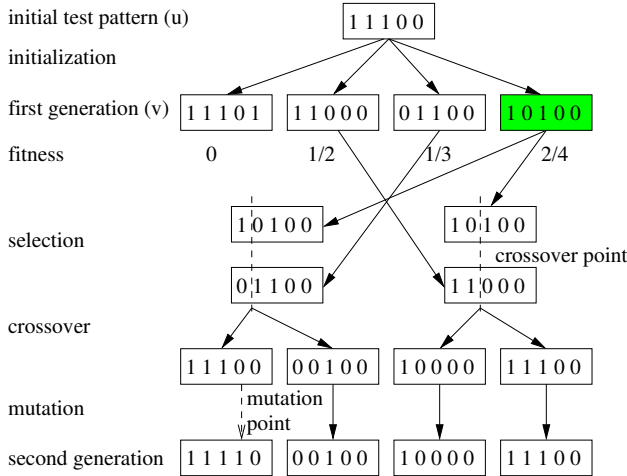 initial test pattern (u)
1 1 1 0 0
initialization
first generation (v)
1 1 1 0 1
1 1 0 0 0
0 1 1 0 0
1 0 1 0 0
fitness
0
1/2
1/3
2/4
1 0 1 0 0
1 0 1 0 0
selection
crossover point
0 1 1 0 0
1 1 0 0 0
crossover
1 1 1 0 0
0 0 1 0 0
1 0 0 0 0
1 1 1 0 0
mutation
mutation
point
second generation
1 1 1 1 0
0 0 1 0 0
1 0 0 0 0
1 1 1 0 0